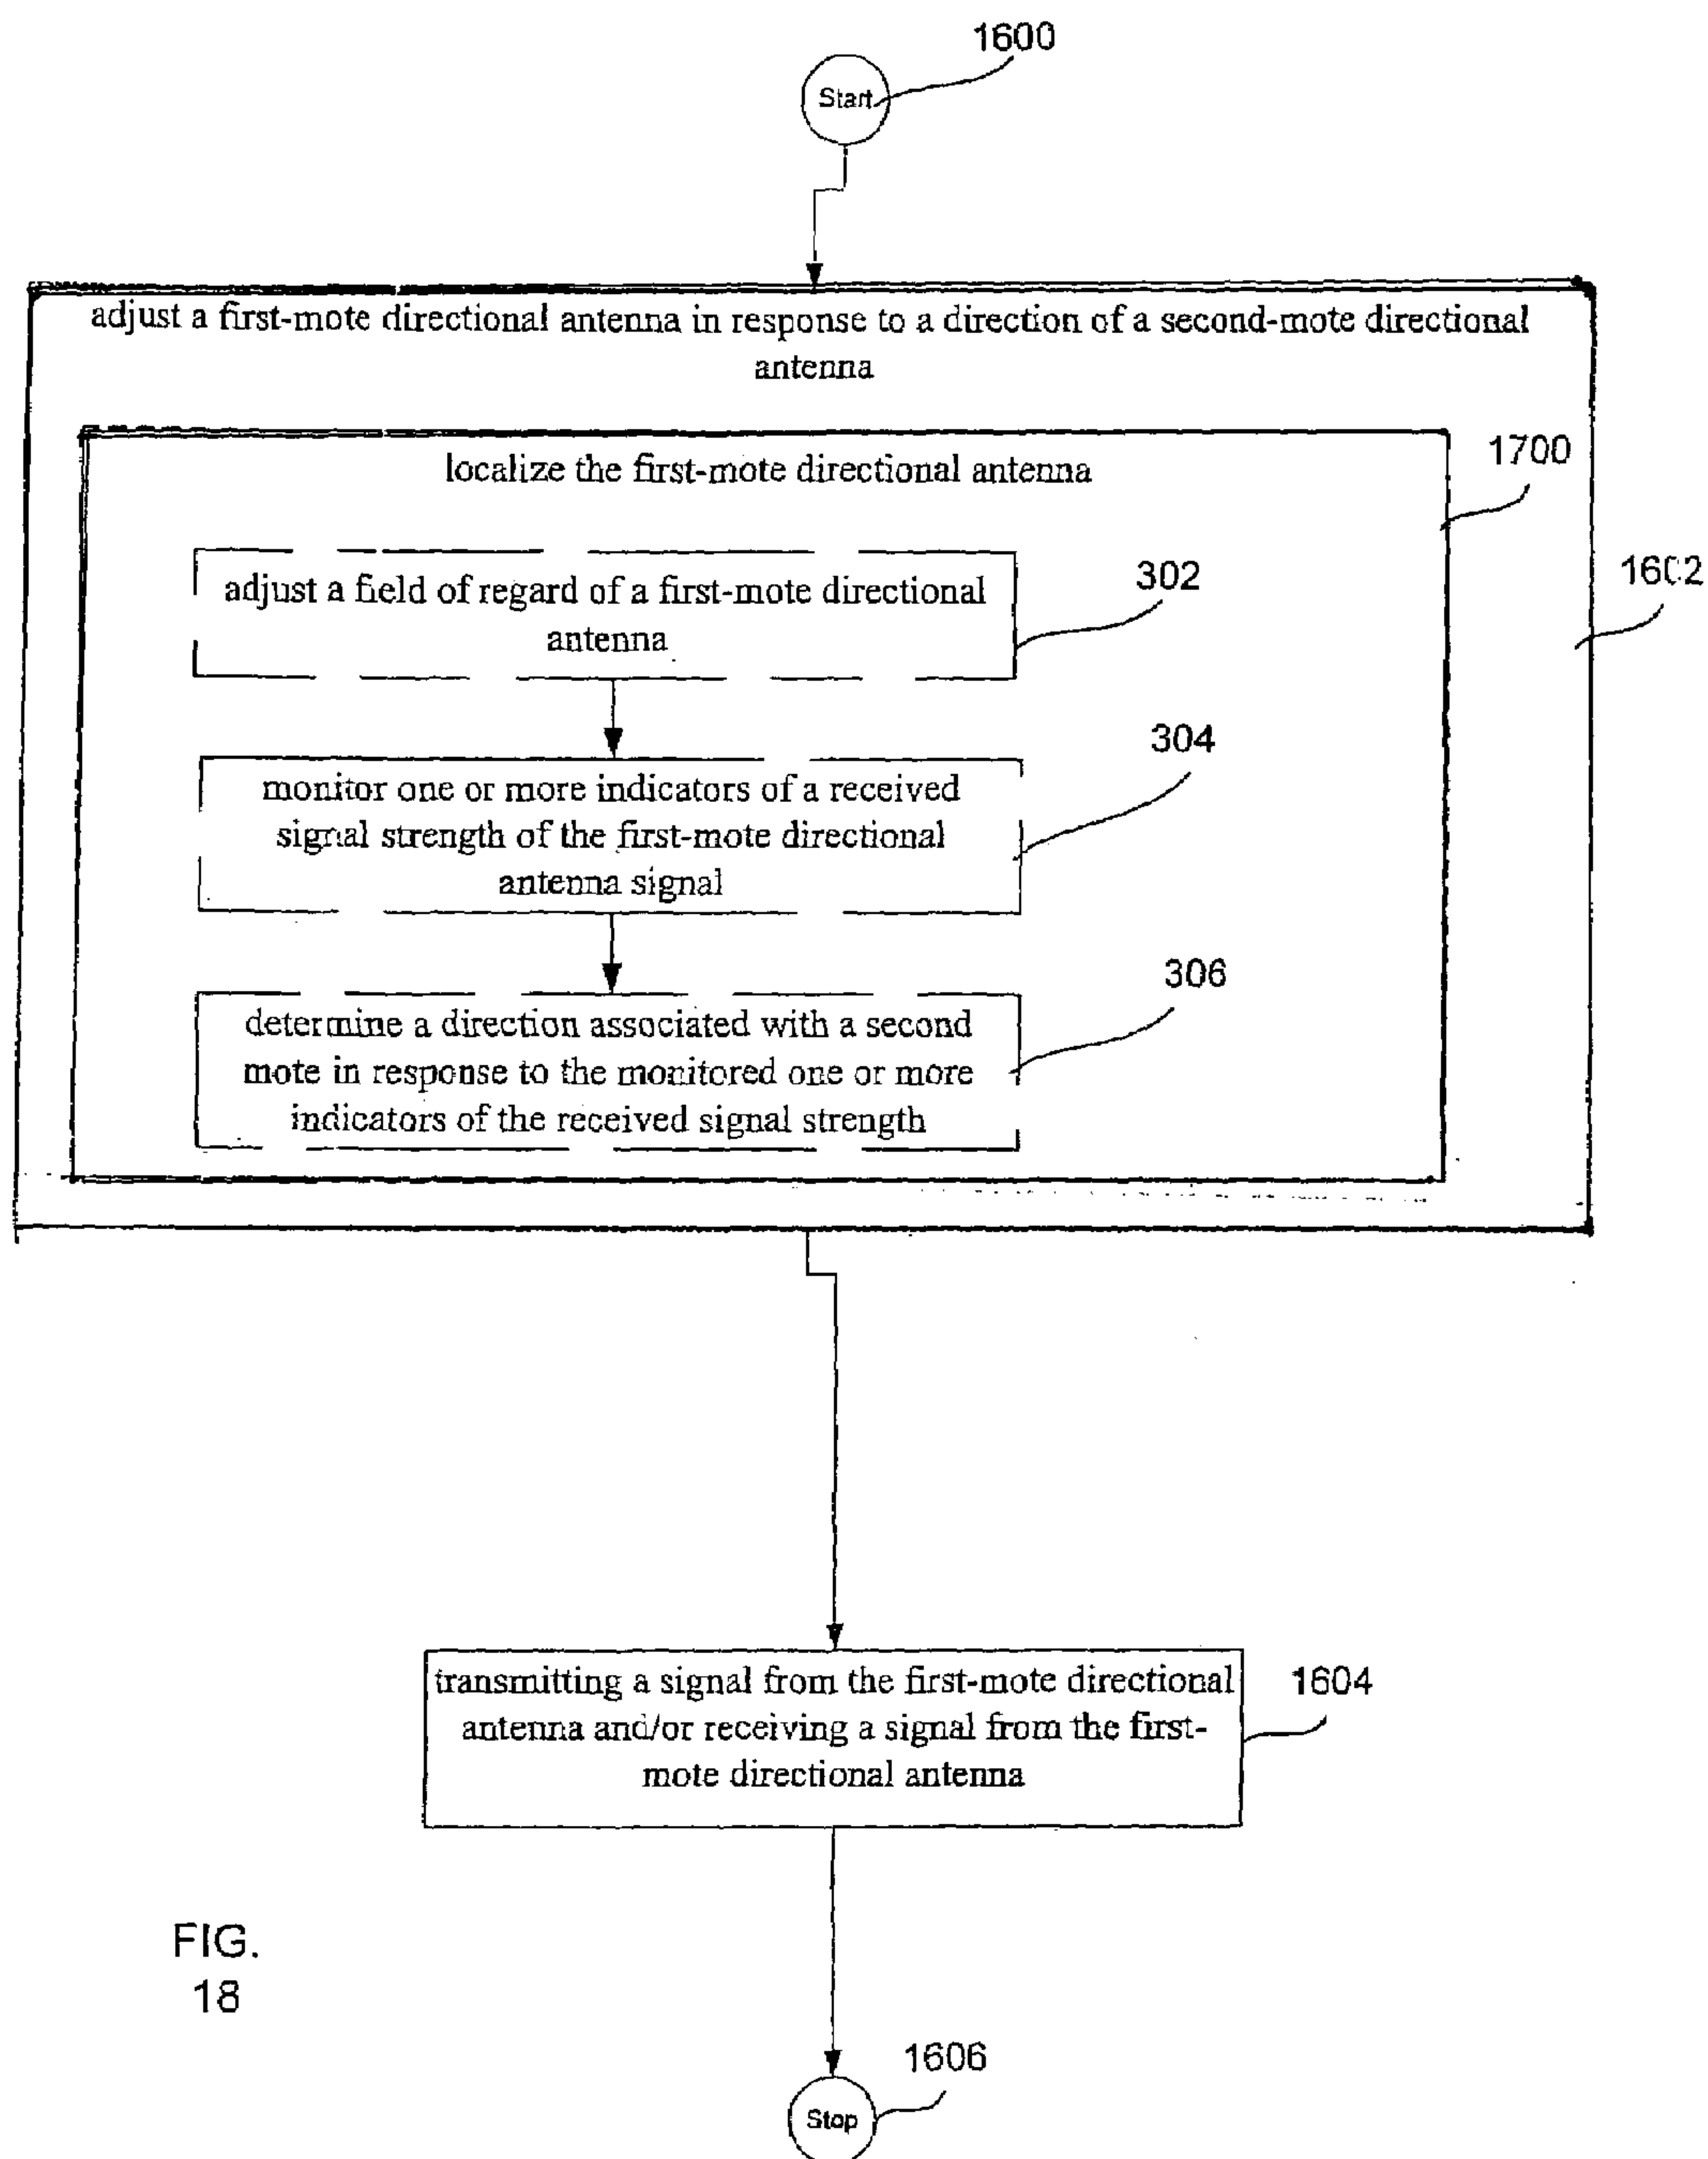 1600
Start
adjust a first-mote directional antenna in response to a direction of a second-mote directional
antenna
localize the first-mote directional antenna
1700
adjust a field of regard of a first-mote directional
antenna
302
1602
monitor one or more indicators of a received
signal strength of the first-mote directional
antenna signal
304
determine a direction associated with a second
mote in response to the monitored one or more
indicators of the received signal strength
306
transmitting a signal from the first-mote directional
antenna and/or receiving a signal from the first-
mote directional antenna
1604
FIG.
18
1606
Stop